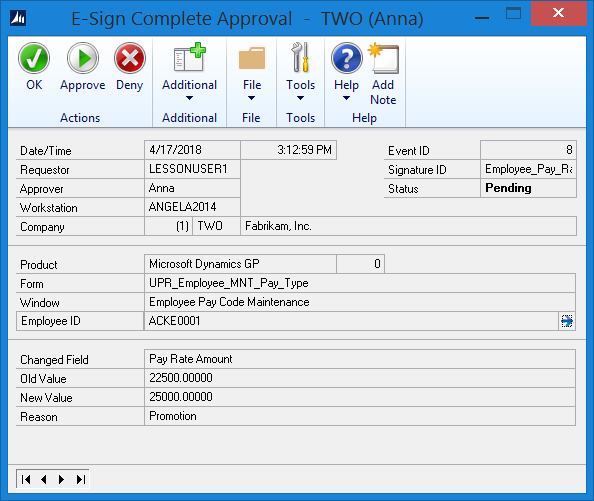 E-Sign Complete Approval - TWO (Anna)
OK Approve Deny Additional File Tools Help Add Note
Actions Additional File Tools Help
Date/Time 4/17/2018 3:12:59 PM Event ID 8
Requestor LESSONUSER1 Signature ID Employee_Pay_Ra
Approver Anna Status Pending
Workstation ANGELA2014
Company (1) TWO Fabrikam, Inc.
Product Microsoft Dynamics GP 0
Form UPR_Employee_MNT_Pay_Type
Window Employee Pay Code Maintenance
Employee ID ACKE0001
Changed Field Pay Rate Amount
Old Value 22500.00000
New Value 25000.00000
Reason Promotion